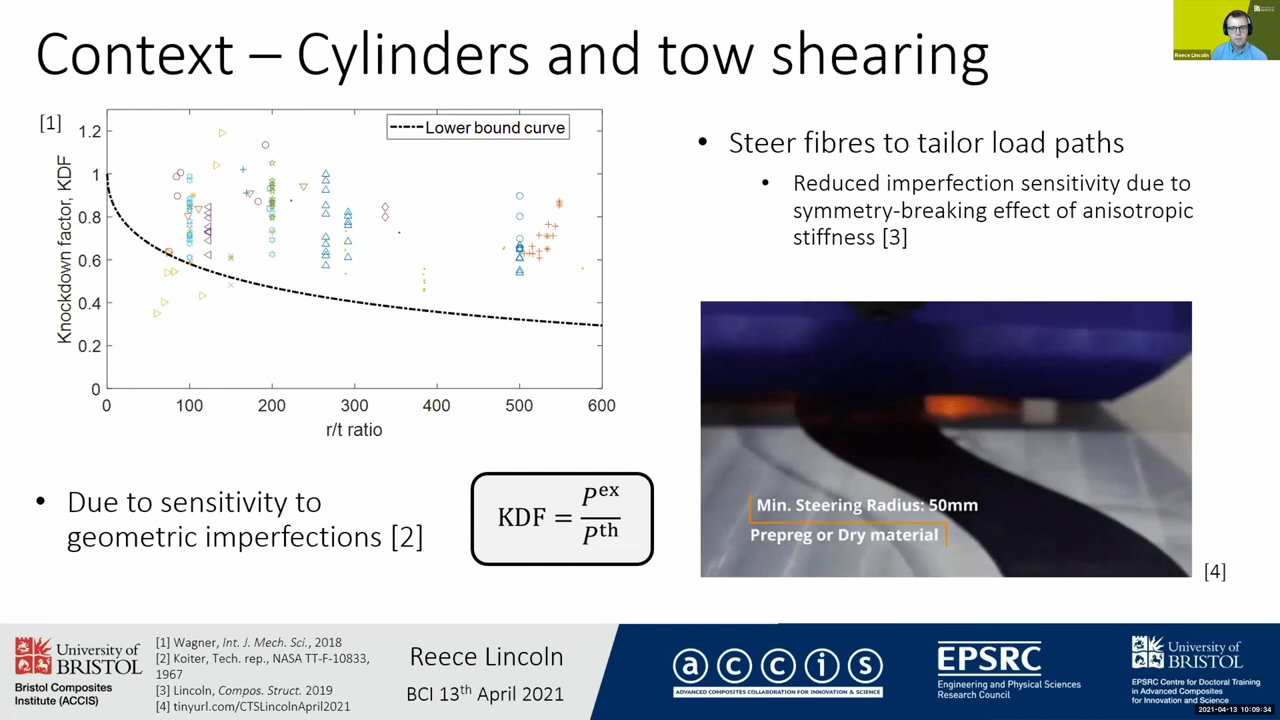 Context – Cylinders and tow shearing
University of BRISTOL
Reece Lincoln
[1]
Lower bound curve
Knockdown factor, KDF
1.2
1
0.8
0.6
0.4
0.2
0
0 100 200 300 400 500 600
r/t ratio
• Due to sensitivity to
geometric imperfections [2]
KDF = P^ex / P^th
• Steer fibres to tailor load paths
• Reduced imperfection sensitivity due to
symmetry-breaking effect of anisotropic
stiffness [3]
Min. Steering Radius: 50mm
Prepreg or Dry material
[4]
University of
BRISTOL
Bristol Composites
Institute (ACCIS)
[1] Wagner, Int. J. Mech. Sci., 2018
[2] Koiter, Tech. rep., NASA TT-F-10833,
1967
[3] Lincoln, Compos. Struct. 2019
[4] tinyurl.com/CTSLincolnApril2021
Reece Lincoln
BCI 13th April 2021
accis
ADVANCED COMPOSITES COLLABORATION FOR INNOVATION & SCIENCE
EPSRC
Engineering and Physical Sciences
Research Council
University of
BRISTOL
EPSRC Centre for Doctoral Training
in Advanced Composites
for Innovation and Science
2021-04-13 10:09:34